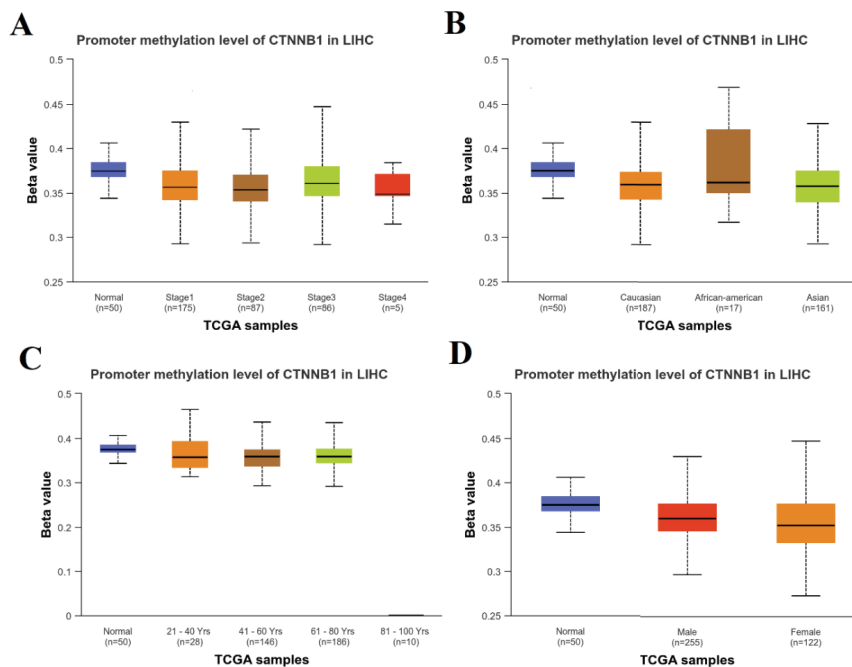 A
Promoter methylation level of CTNNB1 in LIHC
0.5
0.45
0.4
0.35
0.3
0.25
Beta value
Normal
(n=50)
Stage1
(n=175)
Stage2
(n=87)
Stage3
(n=86)
Stage4
(n=5)
TCGA samples
B
Promoter methylation level of CTNNB1 in LIHC
0.5
0.45
0.4
0.35
0.3
0.25
Beta value
Normal
(n=50)
Caucasian
(n=187)
African-american
(n=17)
Asian
(n=161)
TCGA samples
C
Promoter methylation level of CTNNB1 in LIHC
0.5
0.4
0.3
0.2
0.1
0
Beta value
Normal
(n=50)
21 - 40 Yrs
(n=28)
41 - 60 Yrs
(n=146)
61 - 80 Yrs
(n=186)
81 - 100 Yrs
(n=10)
TCGA samples
D
Promoter methylation level of CTNNB1 in LIHC
0.5
0.45
0.4
0.35
0.3
0.25
Beta value
Normal
(n=50)
Male
(n=255)
Female
(n=122)
TCGA samples